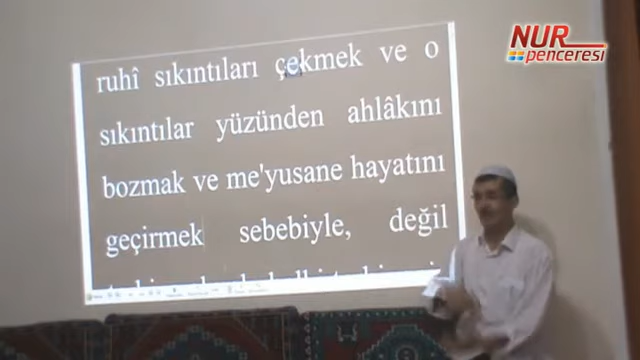 NUR
penceresi
ruhî sıkıntıları çekmek ve o
sıkıntılar yüzünden ahlâkını
bozmak ve me'yusane hayatını
geçirmek sebebiyle, değil